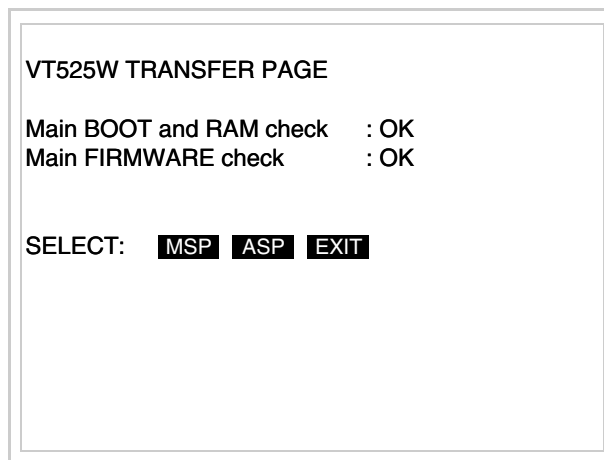 VT525W TRANSFER PAGE
Main BOOT and RAM check : OK
Main FIRMWARE check : OK
SELECT: MSP ASP EXIT